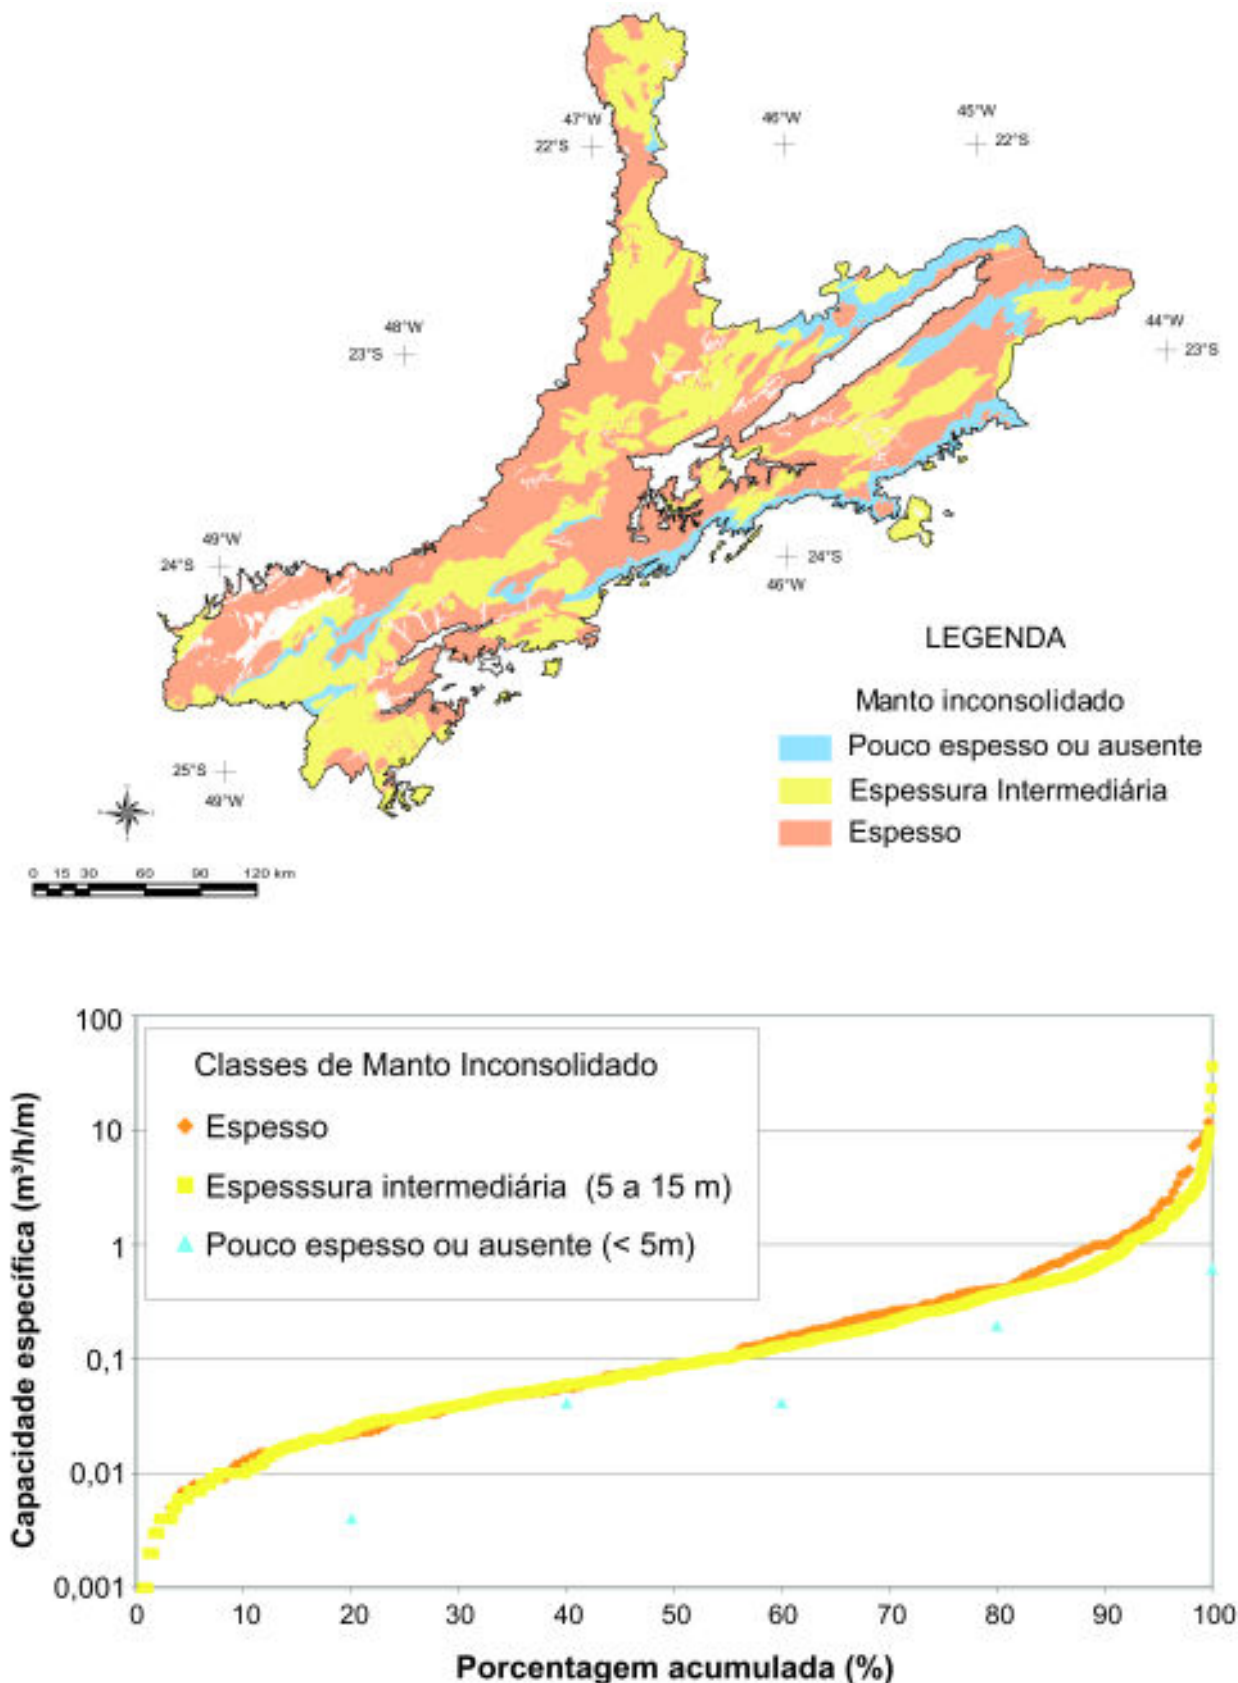 47°W
46°W
45°W
22°S
22°S
48°W
23°S
44°W
23°S
49°W
24°S
24°S
46°W
LEGENDA
Manto inconsolidado
Pouco espesso ou ausente
Espessura Intermediária
Espesso
25°S
49°W
0 15 30 60 90 120 km
100
10
1
0,1
0,01
0,001
Capacidade específica (m³/h/m)
Classes de Manto Inconsolidado
Espesso
Espesssura intermediária (5 a 15 m)
Pouco espesso ou ausente (< 5m)
0 10 20 30 40 50 60 70 80 90 100
Porcentagem acumulada (%)